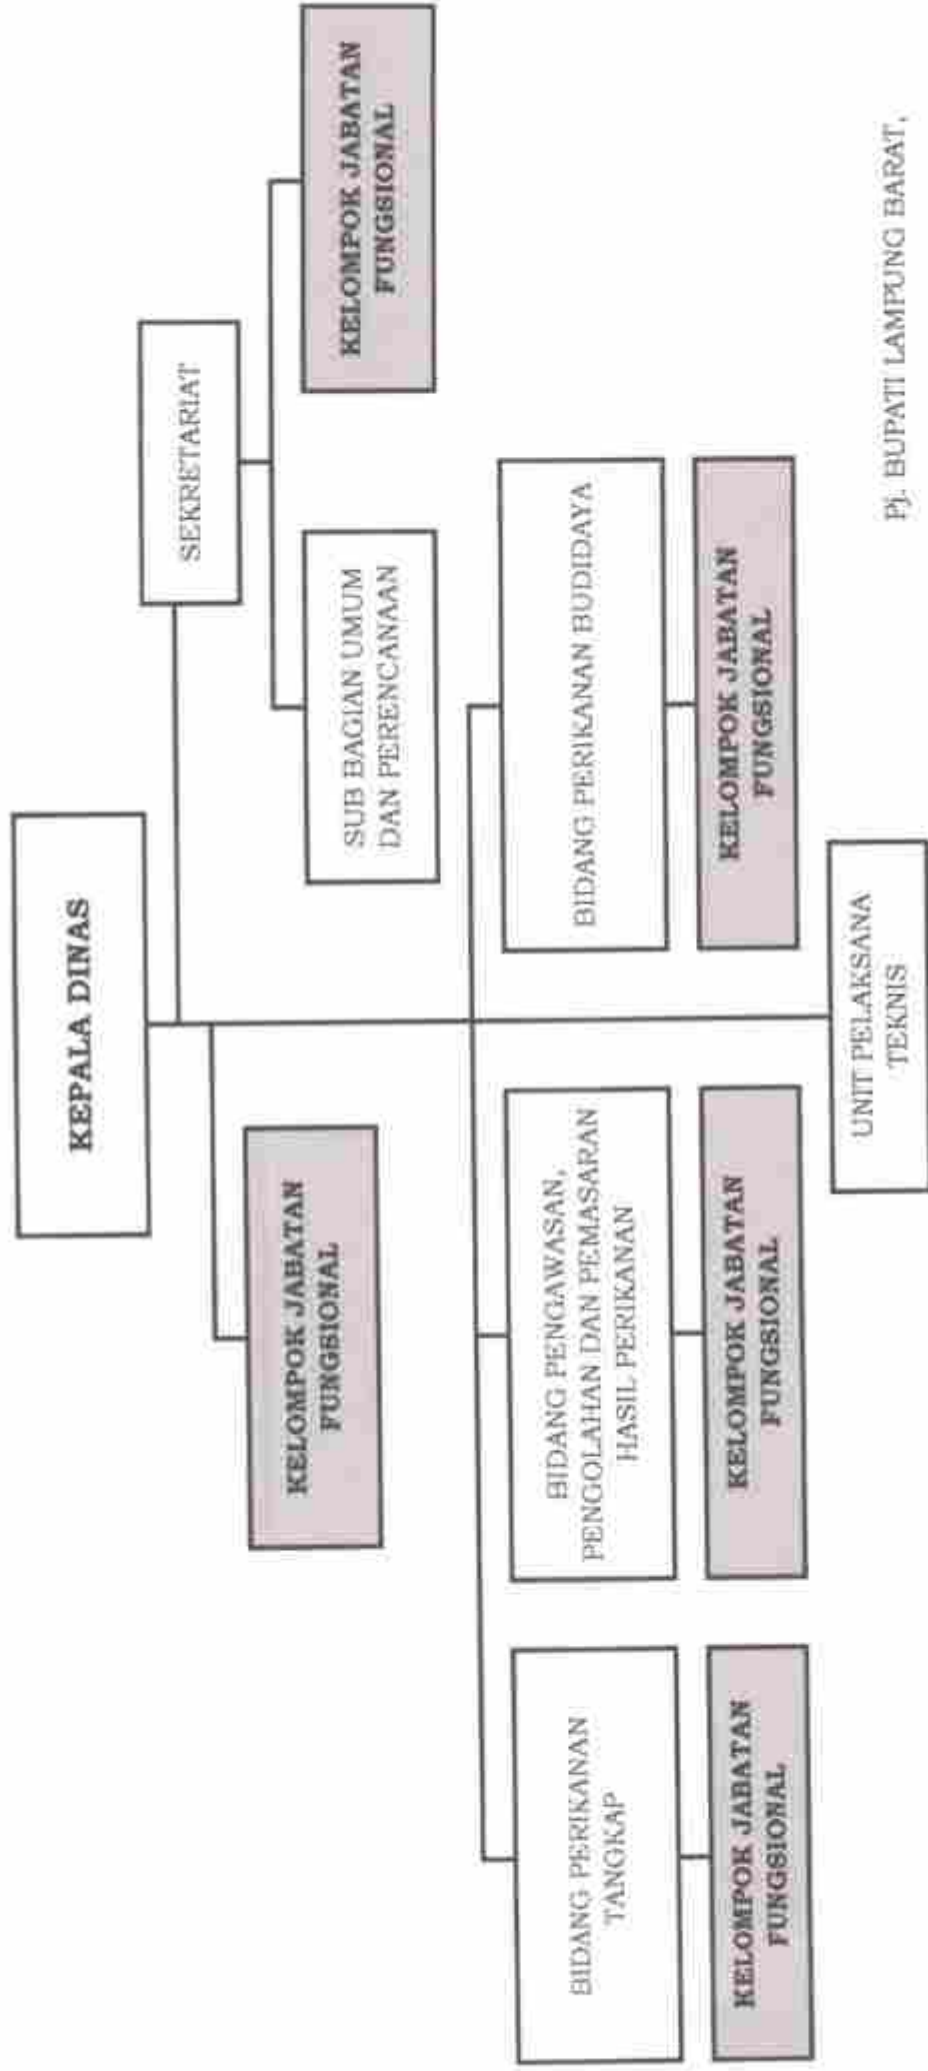 KEPALA DINAS
SEKRETARIAT
KELOMPOK JABATAN
FUNGSIONAL
SUB BAGIAN UMUM
DAN PERENCANAAN
KELOMPOK JABATAN
FUNGSIONAL
BIDANG PERIKANAN
TANGKAP
BIDANG PENGAWASAN,
PENGOLAHAN DAN PEMASARAN
HASIL PERIKANAN
BIDANG PERIKANAN BUDIDAYA
KELOMPOK JABATAN
FUNGSIONAL
KELOMPOK JABATAN
FUNGSIONAL
KELOMPOK JABATAN
FUNGSIONAL
UNIT PELAKSANA
TEKNIS
Pj. BUPATI LAMPUNG BARAT,